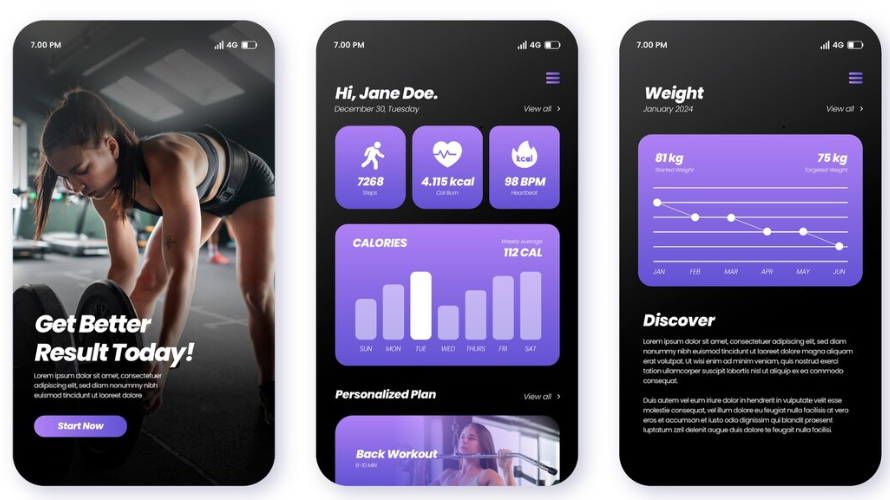 7.00 PM
4G
Get Better
Result Today!
Lorem ipsum dolor sit amet, consectetuer
adipiscing elit, sed diam nonummy nibh
euismod tincidunt ut laoreet dolore
Start Now
7.00 PM
4G
Hi, Jane Doe.
December 30, Tuesday
View all
7268
Steps
4.115 kcal
Cal Burn
kcal
98 BPM
Heartbeat
CALORIES
Weekly Average
112 CAL
SUN MON TUE WED THURS FRI SAT
Personalized Plan
View all
Back Workout
8-10 MIN
7.00 PM
4G
Weight
January 2024
View all
81 kg
Started Weight
75 kg
Targeted Weight
JAN FEB MAR APR MAY JUN
Discover
Lorem ipsum dolor sit amet, consectetuer adipiscing elit, sed diam
nonummy nibh euismod tincidunt ut laoreet dolore magna aliquam
erat volutpat. Ut wisi enim ad minim veniam, quis nostrud exerci
tation ullamcorper suscipit lobortis nisl ut aliquip ex ea commodo
consequat.
Duis autem vel eum iriure dolor in hendrerit in vulputate velit esse
molestie consequat, vel illum dolore eu feugiat nulla facilisis at vero
eros et accumsan et iusto odio dignissim qui blandit praesent
luptatum zzril delenit augue duis dolore te feugait nulla facilisi.